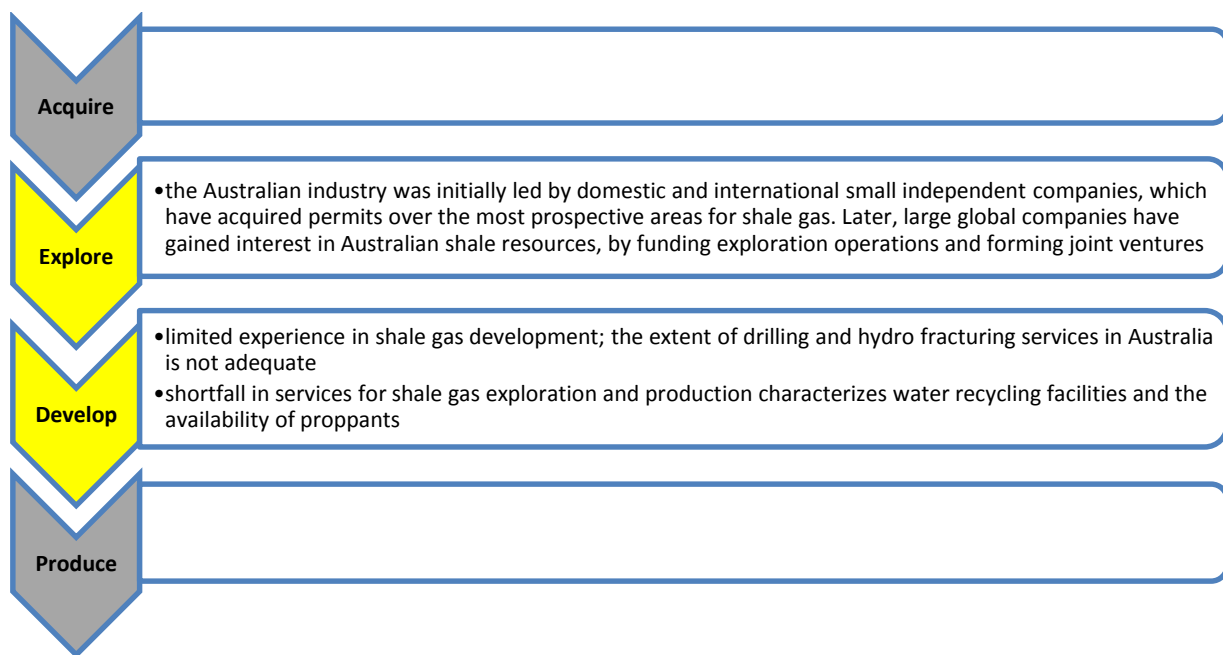 Acquire
Explore
•the Australian industry was initially led by domestic and international small independent companies, which
have acquired permits over the most prospective areas for shale gas. Later, large global companies have
gained interest in Australian shale resources, by funding exploration operations and forming joint ventures
Develop
•limited experience in shale gas development; the extent of drilling and hydro fracturing services in Australia
is not adequate
•shortfall in services for shale gas exploration and production characterizes water recycling facilities and the
availability of proppants
Produce